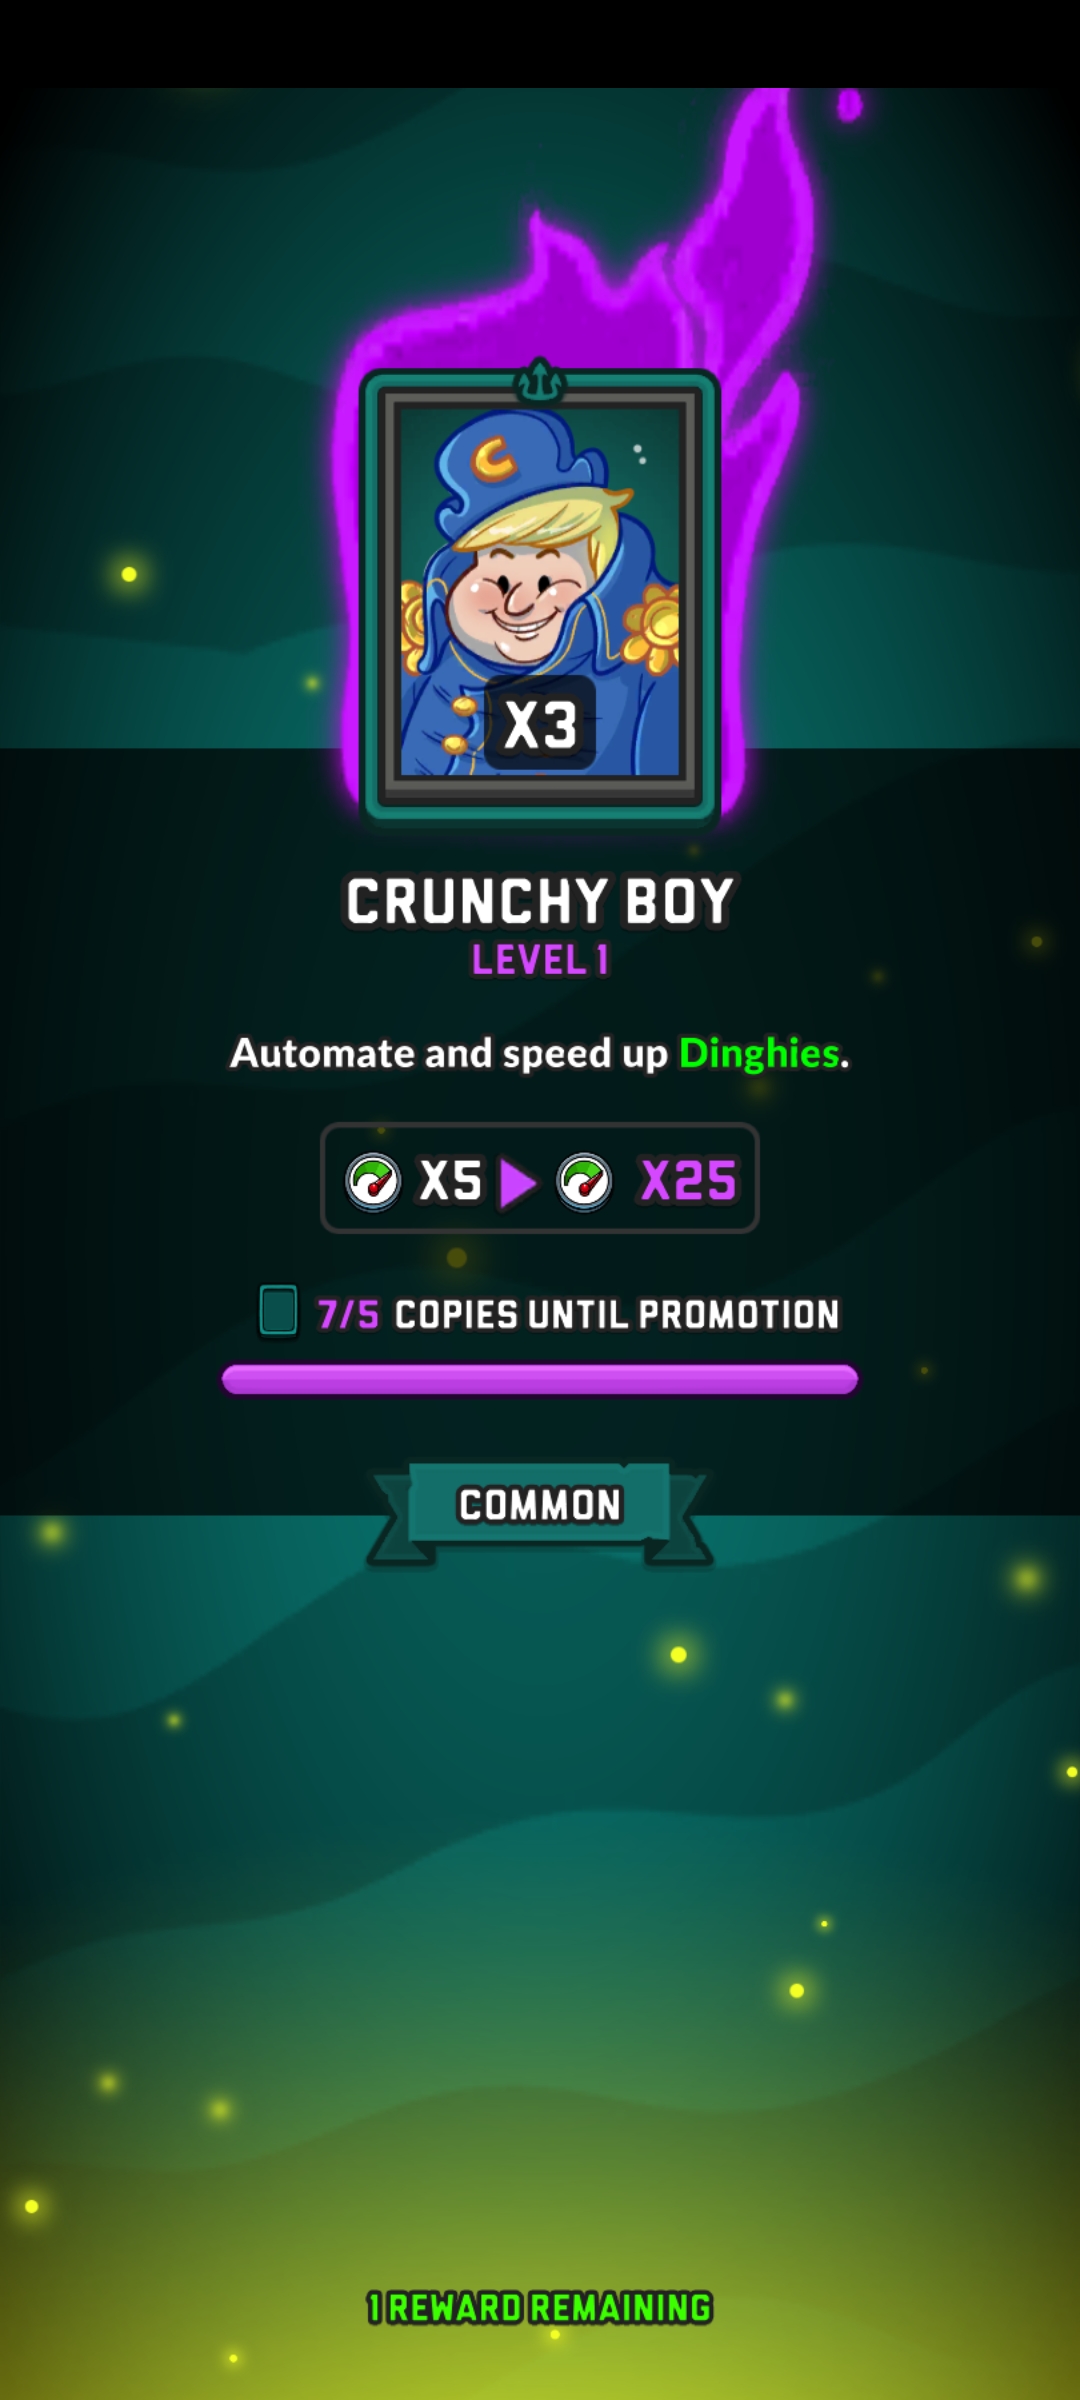 C
X3
CRUNCHY BOY
LEVEL 1
Automate and speed up Dinghies.
X5 X25
7/5 COPIES UNTIL PROMOTION
COMMON
1 REWARD REMAINING